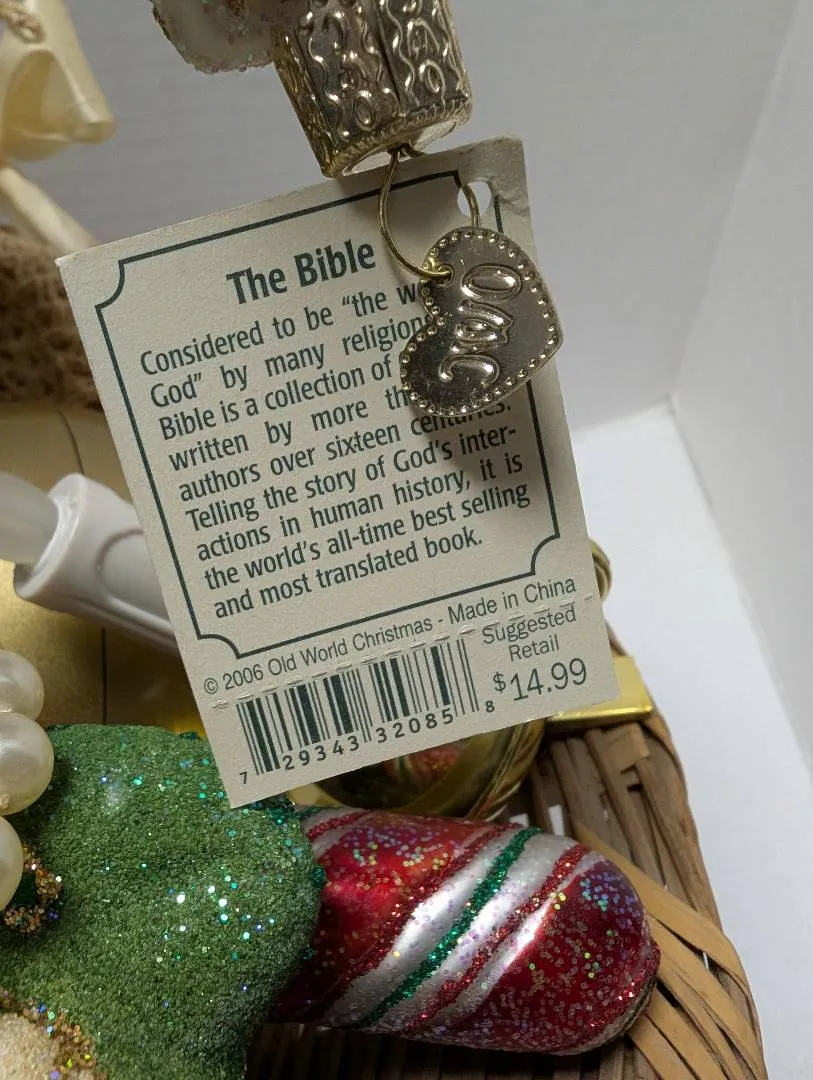 The Bible
Considered to be “the
God” by many
Bible is a collection of
written by more
authors over sixteen centuries.
Telling the story of God’s inter-
actions in human history, it is
the world’s all-time best selling
and most translated book.
© 2006 Old World Christmas - Made in China
Suggested
Retail
$14.99
7 29343 32085 8
OWC